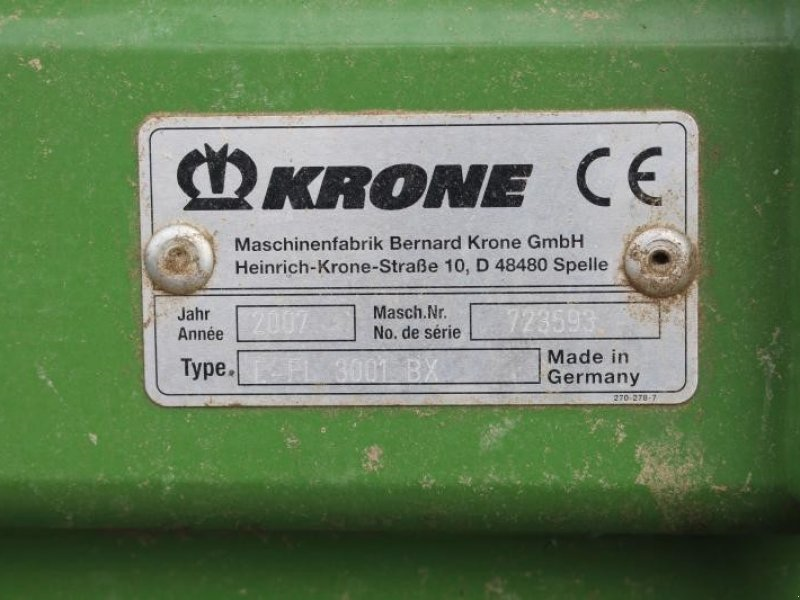 KRONE CE
Maschinenfabrik Bernard Krone GmbH
Heinrich-Krone-Straße 10, D 48480 Spelle
Jahr
Année
2007
Masch.Nr.
No. de série
723593
Type. 3001 BX
Made in
Germany
270-278-7